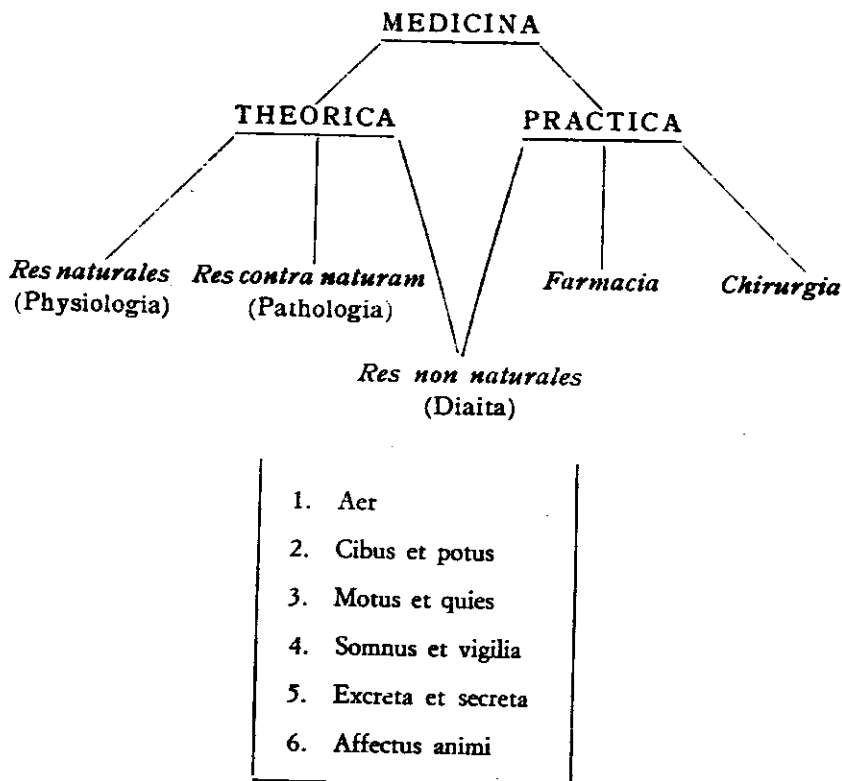 MEDICINA
THEORICA PRACTICA
Res naturales Res contra naturam Farmacia Chirurgia
(Physiologia) (Pathologia)
Res non naturales
(Diaita)
1. Aer
2. Cibus et potus
3. Motus et quies
4. Somnus et vigilia
5. Excreta et secreta
6. Affectus animi